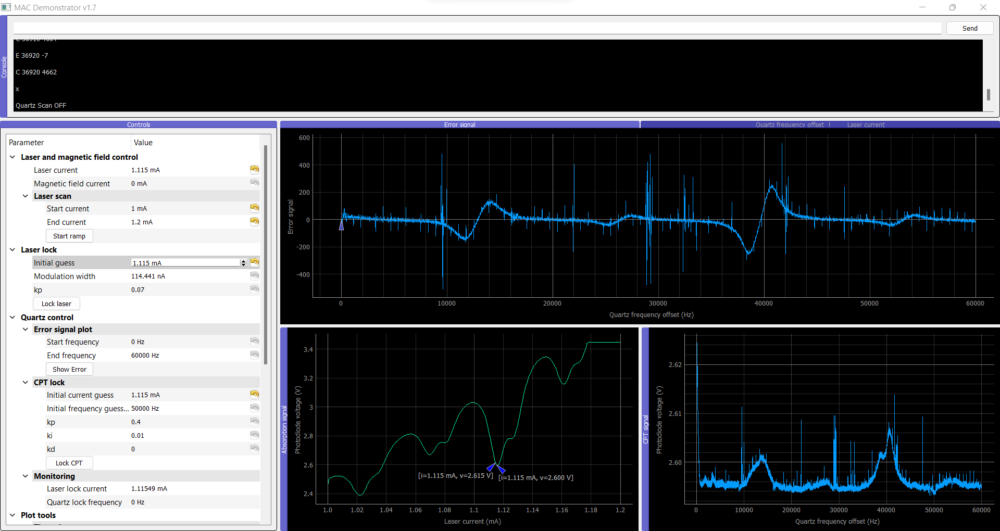 MAC Demonstrator v1.7
Send
Console
E 36920 -7
C 36920 4662
x
Quartz Scan OFF
Controls
Parameter Value
Laser and magnetic field control
Laser current 1.115 mA
Magnetic field current 0 mA
Laser scan
Start current 1 mA
End current 1.2 mA
Start ramp
Laser lock
Initial guess 1.115 mA
Modulation width 114.441 nA
kp 0.07
Lock laser
Quartz control
Error signal plot
Start frequency 0 Hz
End frequency 60000 Hz
Show Error
CPT lock
Initial current guess 1.115 mA
Initial frequency guess... 50000 Hz
kp 0.4
ki 0.01
kd 0
Lock CPT
Monitoring
Laser lock current 1.11549 mA
Quartz lock frequency 0 Hz
Plot tools
Error signal
Quartz frequency offset | Laser current
Error signal
600
400
200
0
-200
-400
0 10000 20000 30000 40000 50000 60000
Quartz frequency offset (Hz)
Absorption signal
Photodiode voltage (V)
3.4
3.2
3
2.8
2.6
2.4
[i=1.115 mA, v=2.615 V] [i=1.115 mA, v=2.600 V]
1.0 1.02 1.04 1.06 1.08 1.1 1.12 1.14 1.16 1.18 1.2
Laser current (mA)
CPT signal
Photodiode voltage (V)
2.62
2.61
2.60
0 10000 20000 30000 40000 50000 60000
Quartz frequency offset (Hz)